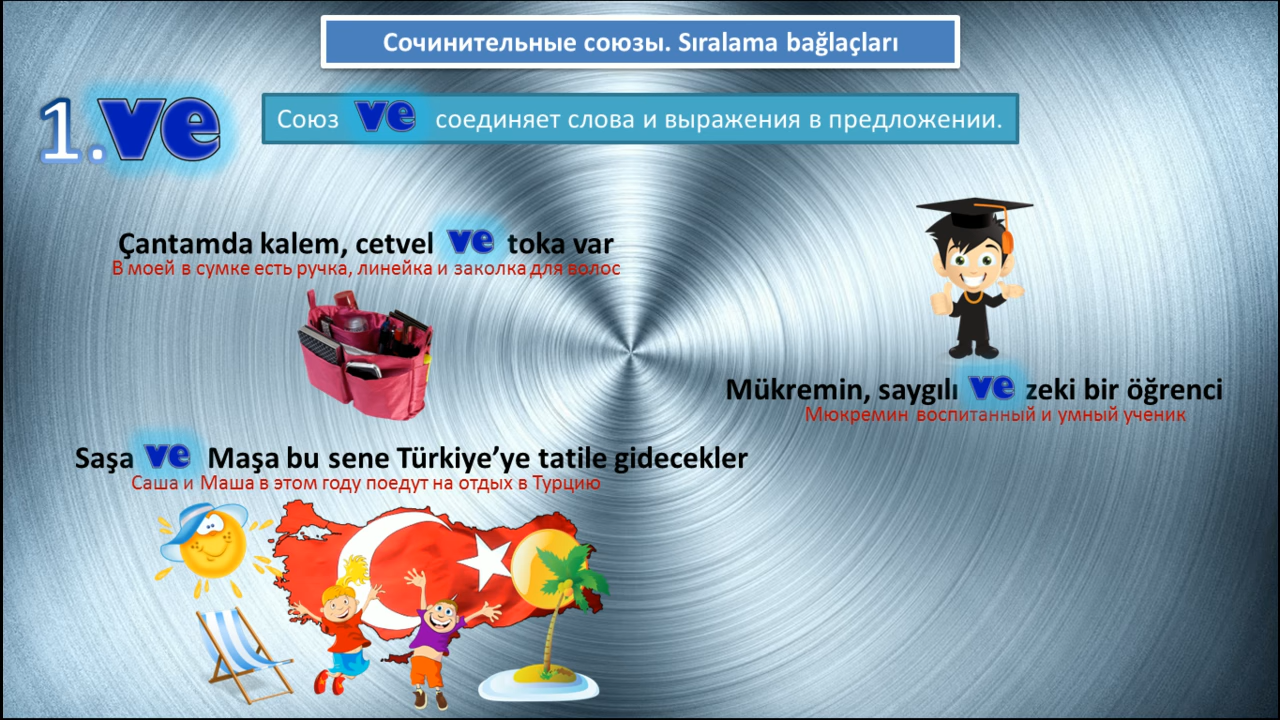 Сочинительные союзы. Sıralama bağlaçları
1.ve
Союз ve соединяет слова и выражения в предложении.
Çantamda kalem, cetvel ve toka var
В моей в сумке есть ручка, линейка и заколка для волос
Mükremin, saygılı ve zeki bir öğrenci
Мюкремин воспитанный и умный ученик
Saşa ve Maşa bu sene Türkiye’ye tatile gidecekler
Саша и Маша в этом году поедут на отдых в Турцию